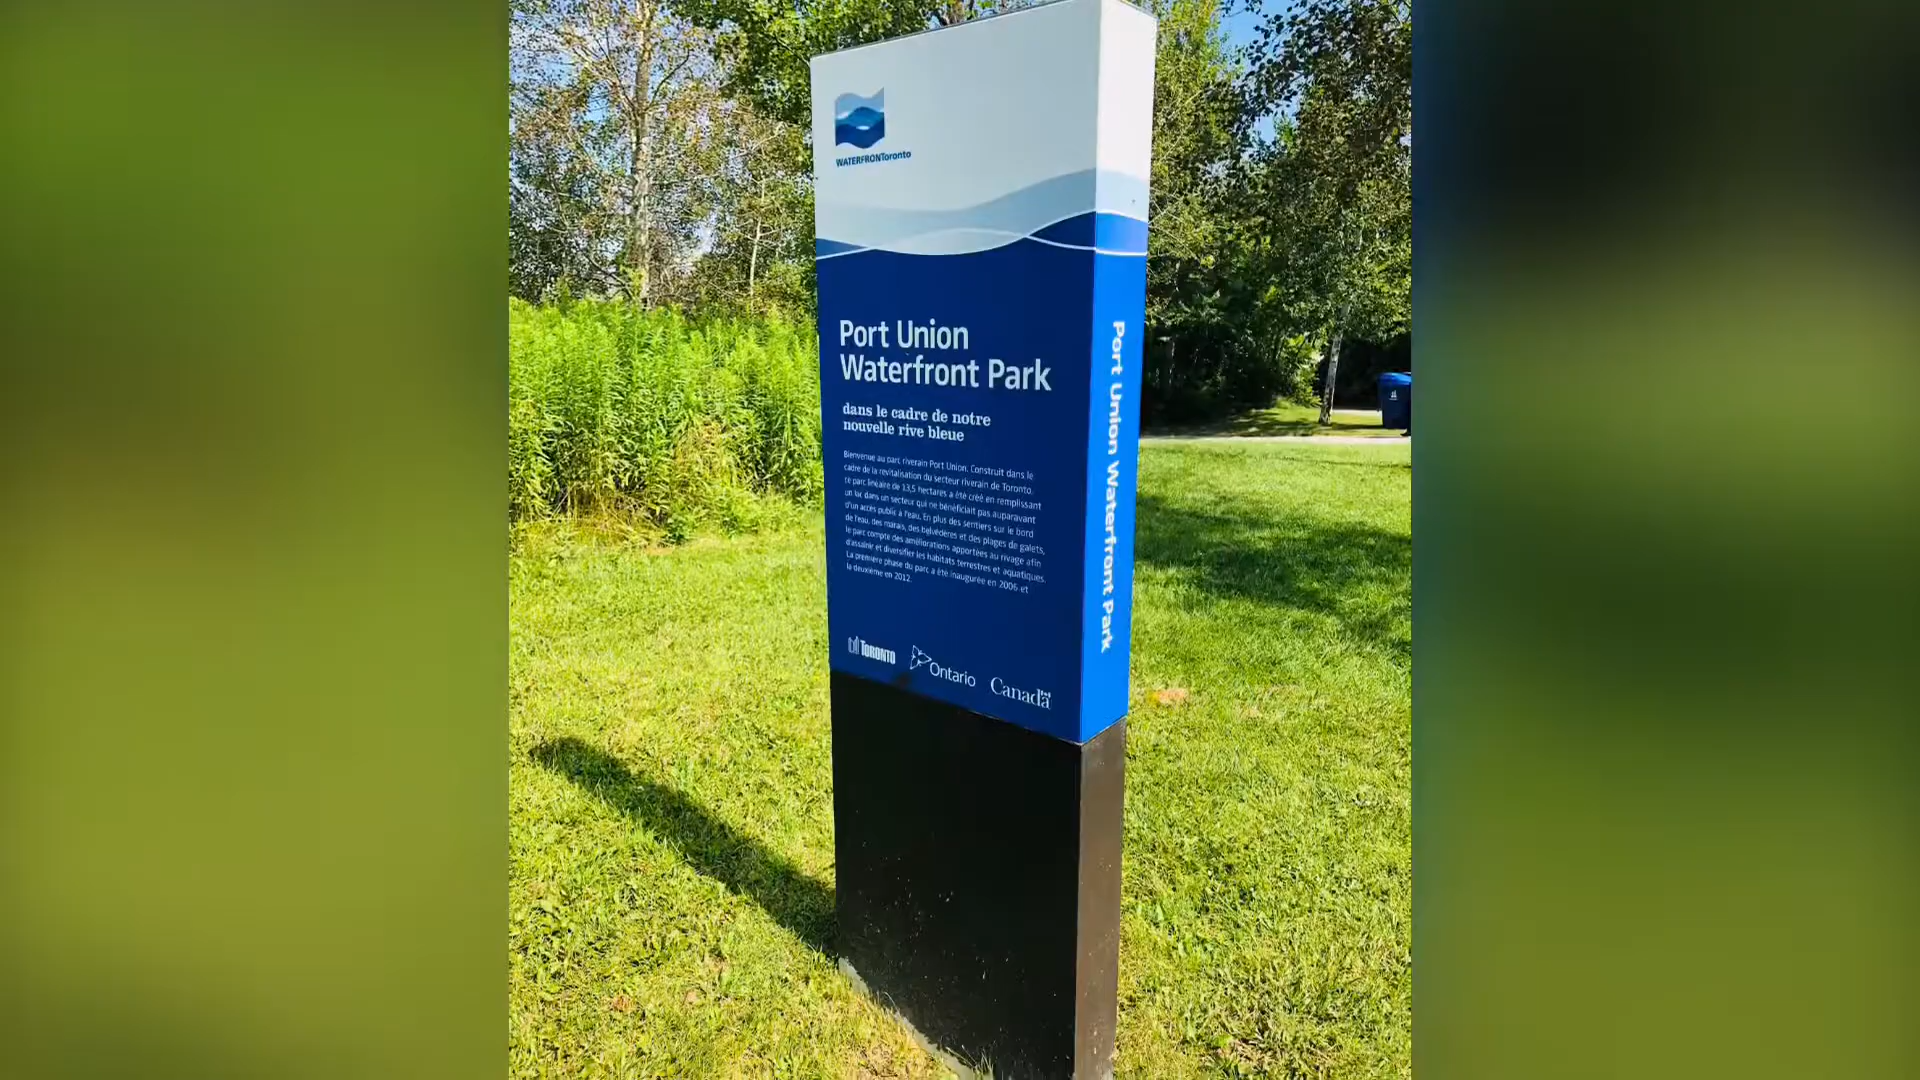 WATERFRONToronto
Port Union
Waterfront Park
dans le cadre de notre
nouvelle rive bleue
Bienvenue au parc riverain Port Union. Construit dans le
cadre de la revitalisation du secteur riverain de Toronto,
ce parc linéaire de 13,5 hectares a été créé en remplissant
un lac dans un secteur qui ne bénéficiait pas auparavant
d'un accès public à l'eau. En plus des sentiers sur le bord
de l'eau, des marais, des belvédères et des plages de galets,
le parc compte des améliorations apportées au rivage afin
d'assainir et diversifier les habitats terrestres et aquatiques.
La première phase du parc a été inaugurée en 2006 et
la deuxième en 2012.
TORONTO
Ontario
Canada
Port Union Waterfront Park